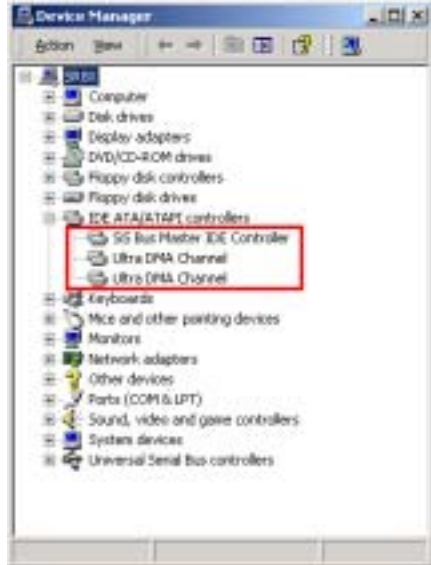 Device Manager
Action View
Computer
Disk drives
Display adapters
DVD/CD-ROM drives
Floppy disk controllers
Floppy disk drives
IDE ATA/ATAPI controllers
SiS Bus Master IDE Controller
Ultra DMA Channel
Ultra DMA Channel
Keyboards
Mice and other pointing devices
Monitors
Network adapters
Other devices
Ports (COM & LPT)
Sound, video and game controllers
System devices
Universal Serial Bus controllers